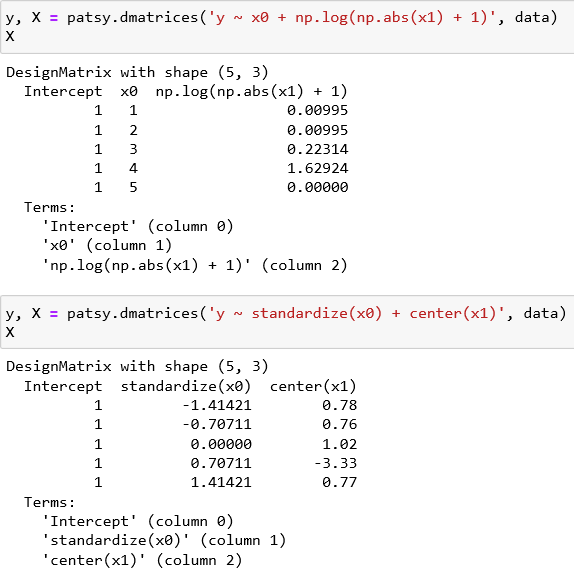 y, X = patsy.dmatrices('y ~ x0 + np.log(np.abs(x1) + 1)', data)
X
DesignMatrix with shape (5, 3)
  Intercept  x0  np.log(np.abs(x1) + 1)
          1   1                 0.00995
          1   2                 0.00995
          1   3                 0.22314
          1   4                 1.62924
          1   5                 0.00000
  Terms:
    'Intercept' (column 0)
    'x0' (column 1)
    'np.log(np.abs(x1) + 1)' (column 2)
y, X = patsy.dmatrices('y ~ standardize(x0) + center(x1)', data)
X
DesignMatrix with shape (5, 3)
  Intercept  standardize(x0)  center(x1)
          1         -1.41421        0.78
          1         -0.70711        0.76
          1          0.00000        1.02
          1          0.70711       -3.33
          1          1.41421        0.77
  Terms:
    'Intercept' (column 0)
    'standardize(x0)' (column 1)
    'center(x1)' (column 2)